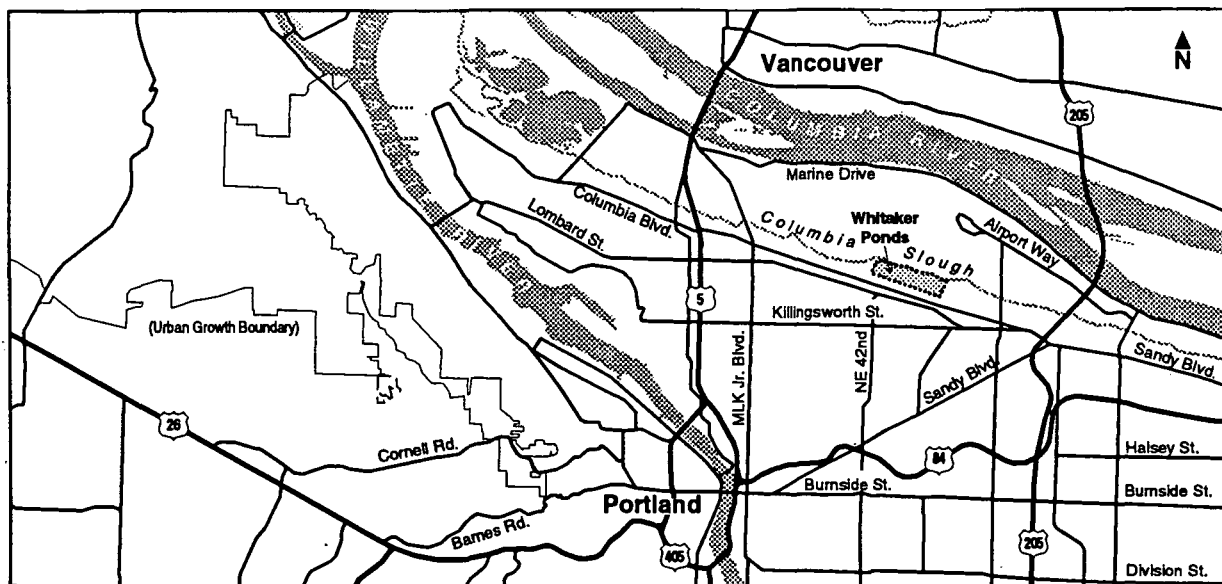 Vancouver
N
205
COLUMBIA RIVER
Marine Drive
Columbia Blvd.
Lombard St.
Columbia Slough
Whitaker
Ponds
Airport Way
5
Killingsworth St.
(Urban Growth Boundary)
MLK Jr. Blvd.
NE 42nd
Sandy Blvd.
Sandy Blvd.
26
Cornell Rd.
84
Halsey St.
Burnside St.
Burnside St.
Portland
Barnes Rd.
405
205
Division St.